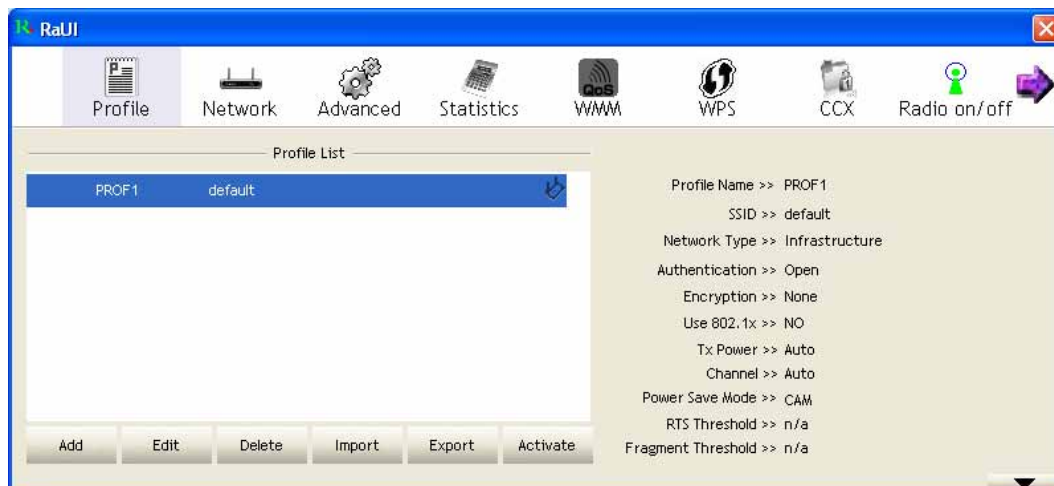 RaUI
Profile Network Advanced Statistics QoS WMM WPS CCX Radio on/off
Profile List
PROF1 default
Profile Name >> PROF1
SSID >> default
Network Type >> Infrastructure
Authentication >> Open
Encryption >> None
Use 802.1x >> NO
Tx Power >> Auto
Channel >> Auto
Power Save Mode >> CAM
RTS Threshold >> n/a
Fragment Threshold >> n/a
Add Edit Delete Import Export Activate